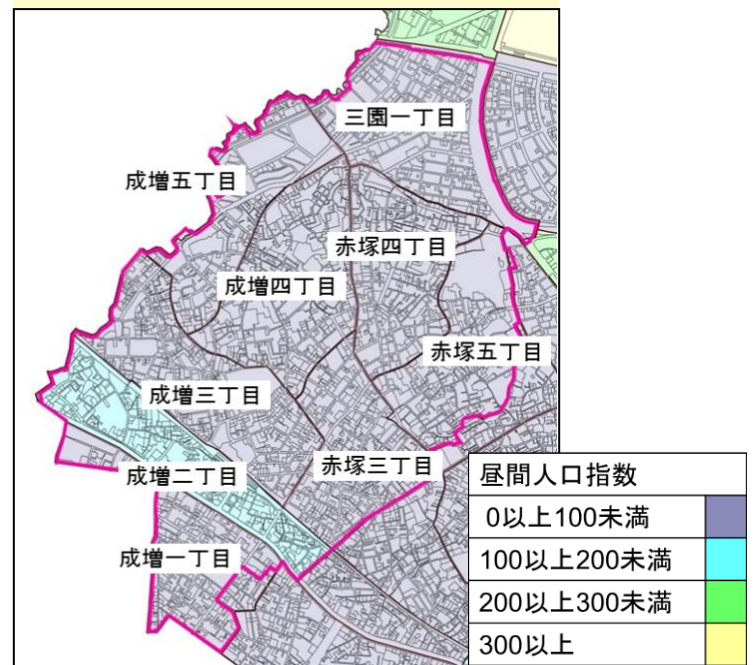 三園一丁目
成増五丁目
赤塚四丁目
成増四丁目
赤塚五丁目
成増三丁目
赤塚三丁目
成増二丁目
成増一丁目
昼間人口指数
0以上100未満
100以上200未満
200以上300未満
300以上